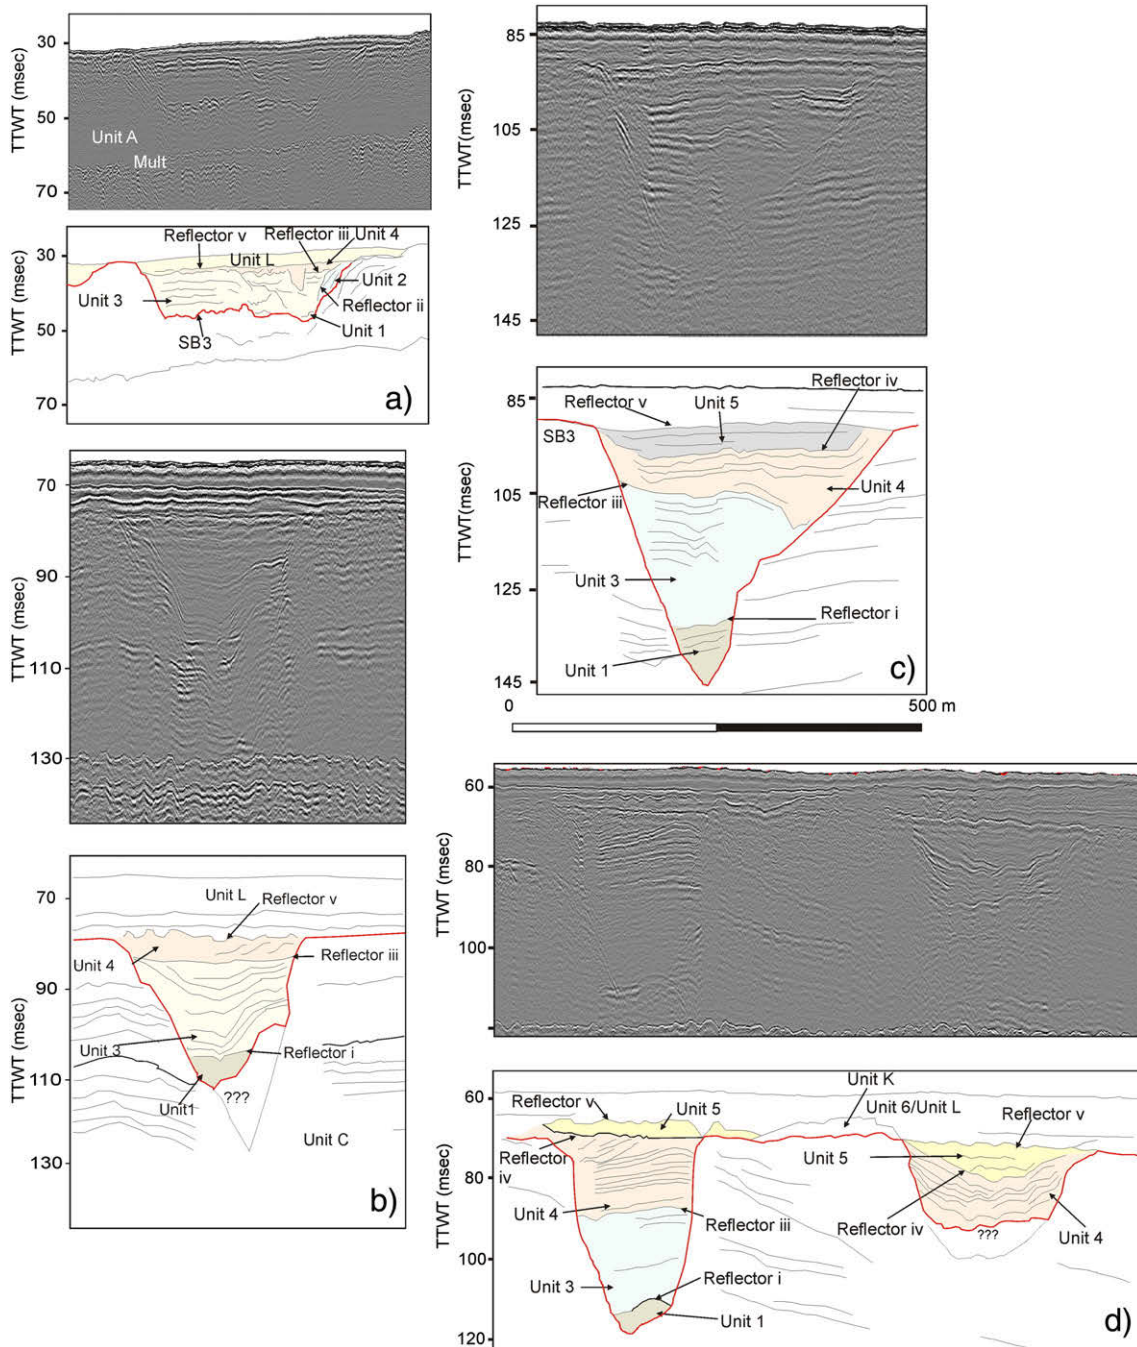 TTWT (msec)
30
50
70
Unit A
Mult
TTWT (msec)
30
50
70
Reflector v
Reflector iii
Unit 4
Unit L
Unit 2
Unit 3
Reflector ii
Unit 1
SB3
a)
TTWT (msec)
70
90
110
130
TTWT (msec)
70
90
110
130
Unit L
Reflector v
Unit 4
Reflector iii
Unit 3
Reflector i
Unit1
???
Unit C
b)
TTWT(msec)
85
105
125
145
TTWT(msec)
85
105
125
145
Reflector iv
Reflector v
Unit 5
SB3
Reflector iii
Unit 4
Unit 3
Reflector i
Unit 1
c)
0
500 m
TTWT (msec)
60
80
100
TTWT (msec)
60
80
100
120
Unit K
Reflector v
Unit 5
Unit 6/Unit L
Reflector v
Reflector
iv
Unit 5
Unit 4
Reflector iii
Reflector iv
Unit 4
???
Unit 3
Reflector i
Unit 1
d)